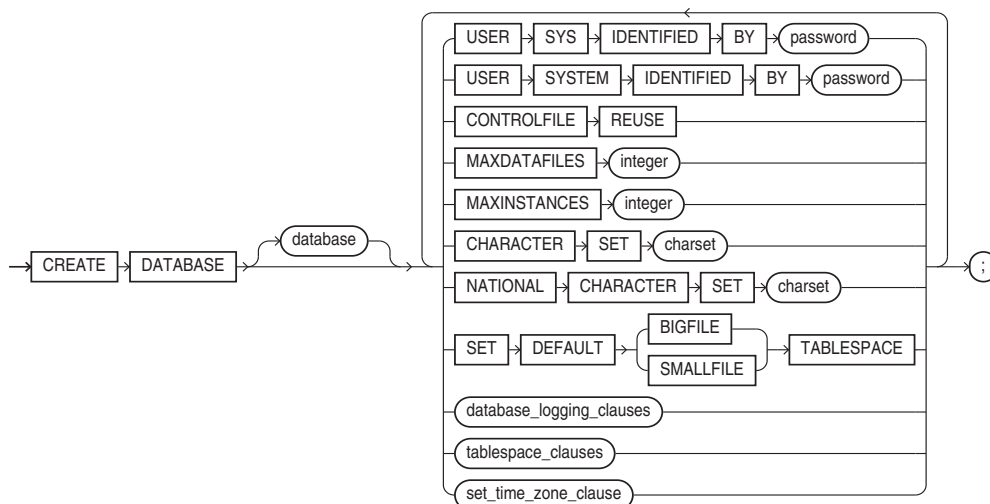 USER SYS IDENTIFIED BY password
USER SYSTEM IDENTIFIED BY password
CONTROLFILE REUSE
MAXDATAFILES integer
MAXINSTANCES integer
database
CREATE DATABASE
CHARACTER SET charset
;
NATIONAL CHARACTER SET charset
BIGFILE
SET DEFAULT TABLESPACE
SMALLFILE
database_logging_clauses
tablespace_clauses
set_time_zone_clause